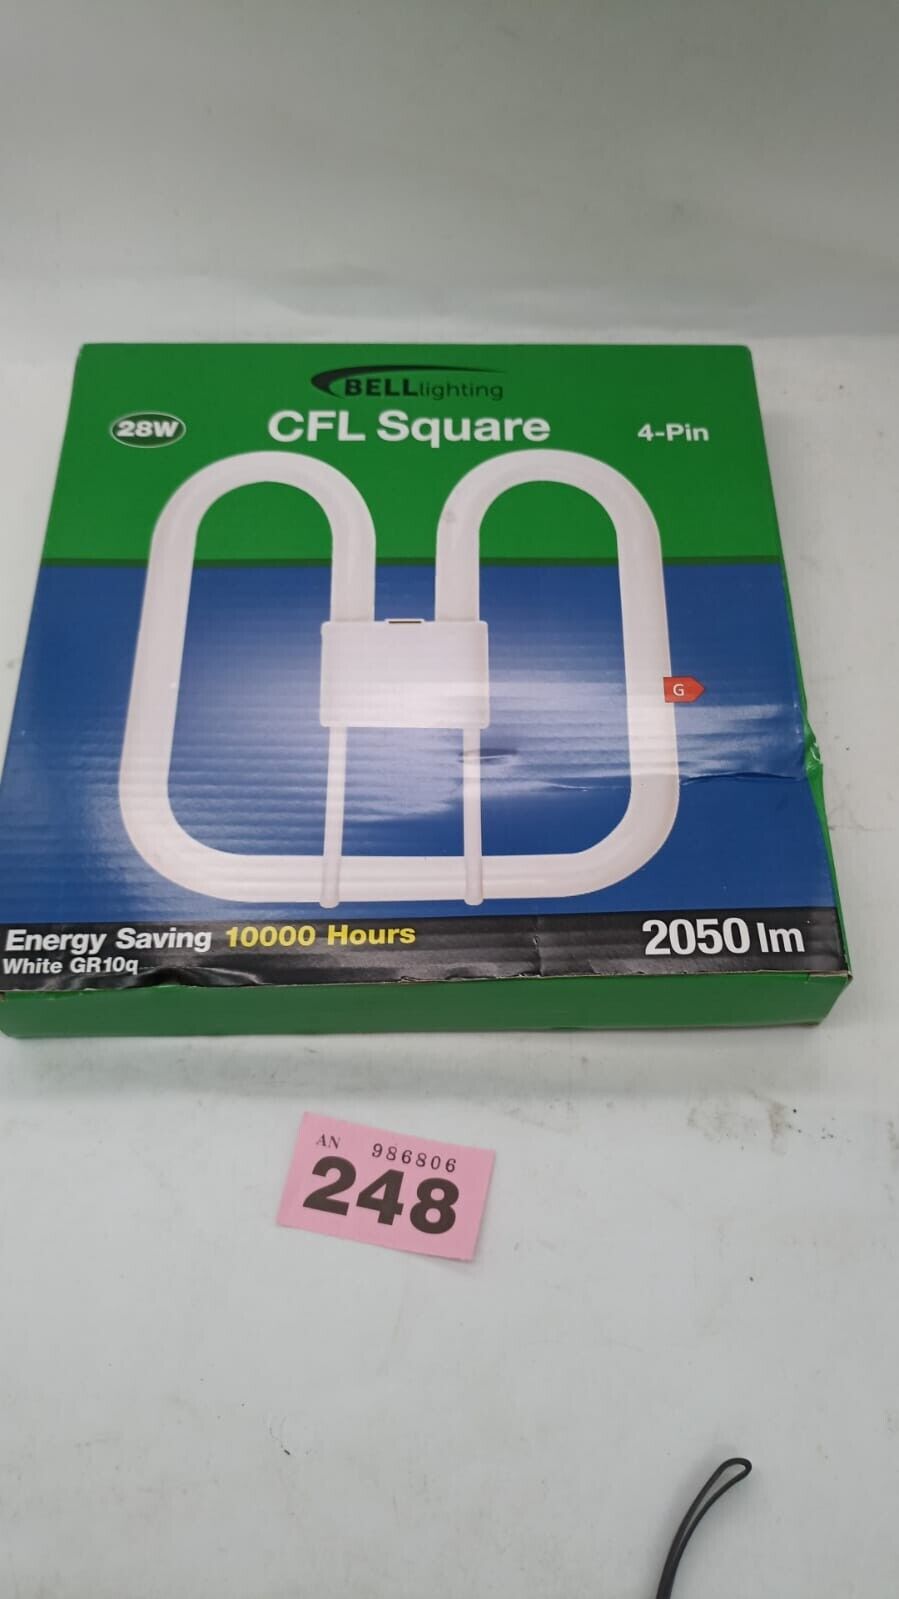 BELLlighting
28W
CFL Square
4-Pin
G
Energy Saving 10000 Hours
White GR10q
2050 lm
AN 986806
248